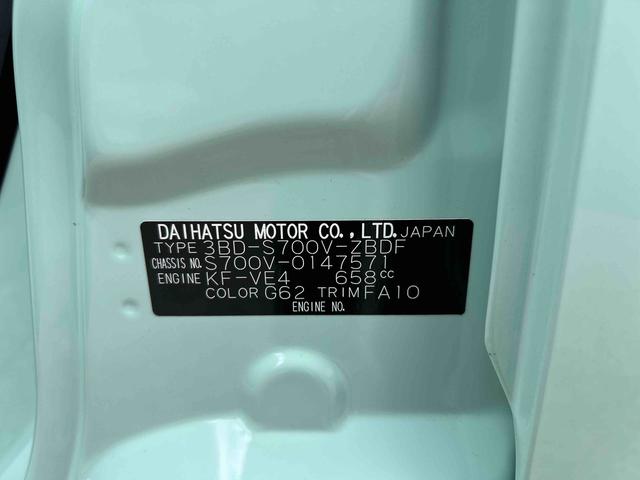 DAIHATSU MOTOR CO.,LTD. JAPAN
TYPE 3BD-S700V-ZBDF
CHASSIS NO. S700V-0147571
ENGINE KF-VE4 658cc
COLOR G62 TRIM FA10
ENGINE NO.